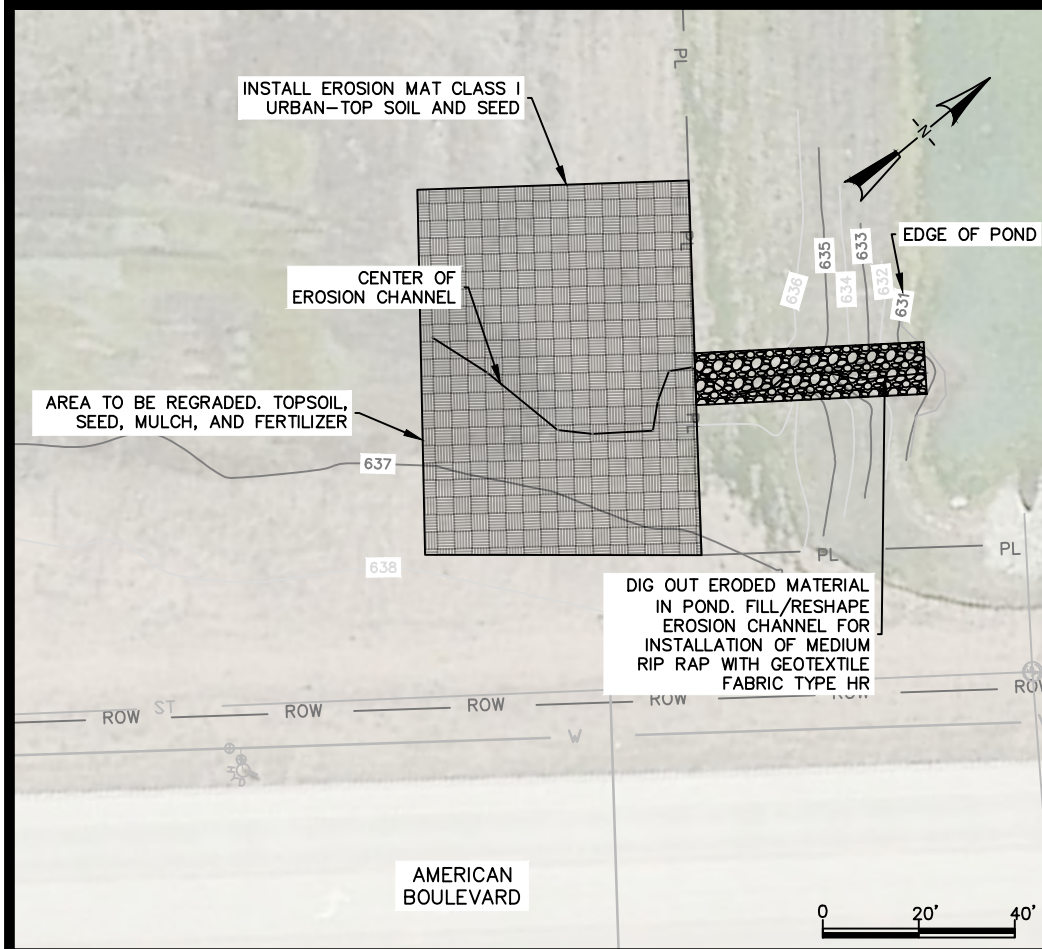 PL
INSTALL EROSION MAT CLASS I
URBAN-TOP SOIL AND SEED
-N-
PL
EDGE OF POND
636
635
634
633
632
631
CENTER OF
EROSION CHANNEL
AREA TO BE REGRADED. TOPSOIL,
SEED, MULCH, AND FERTILIZER
PL
637
638
PL
PL
DIG OUT ERODED MATERIAL
IN POND. FILL/RESHAPE
EROSION CHANNEL FOR
INSTALLATION OF MEDIUM
RIP RAP WITH GEOTEXTILE
FABRIC TYPE HR
ROW
ST
ROW
ROW
ROW
ROW
ROW
W
AMERICAN
BOULEVARD
0 20' 40'